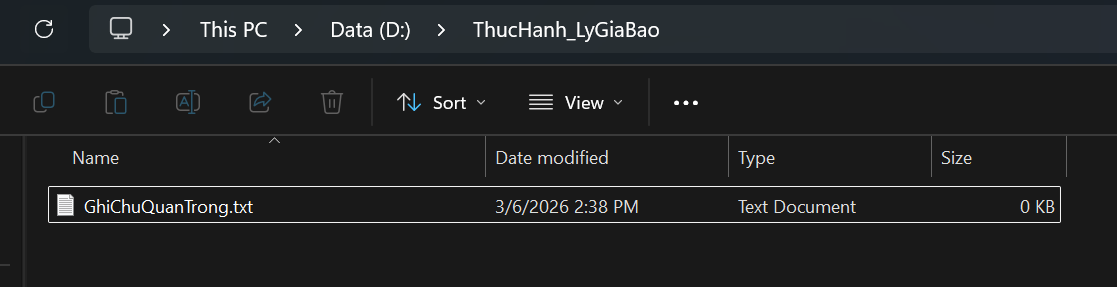 This PC > Data (D:) > ThucHanh_LyGiaBao
Sort View
Name Date modified Type Size
GhiChuQuanTrong.txt 3/6/2026 2:38 PM Text Document 0 KB